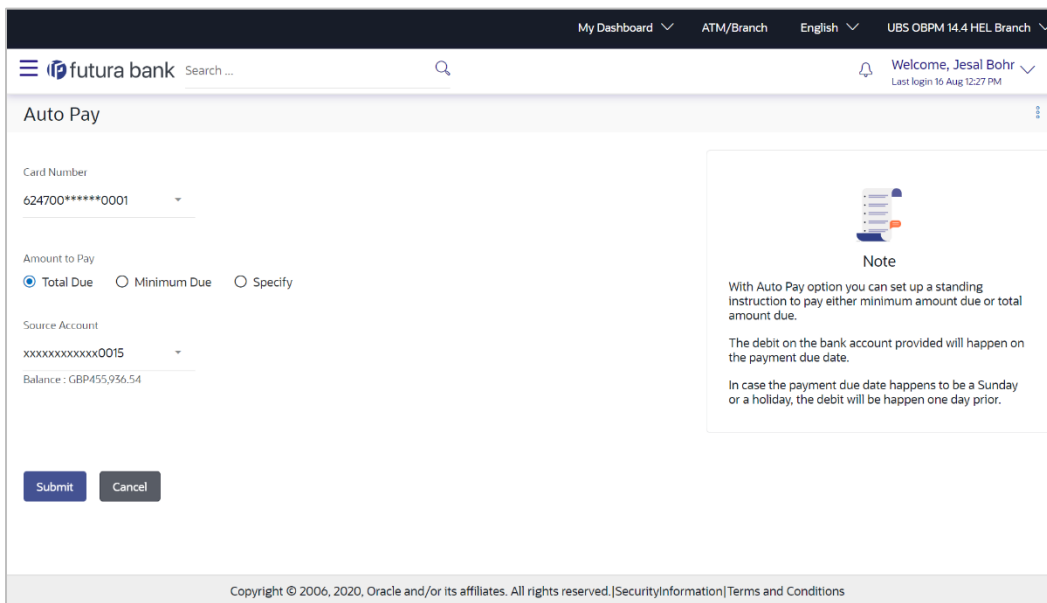 My Dashboard ATM/Branch English UBS OBPM 14.4 HEL Branch
futura bank Search ... Welcome, Jesal Bohr
Last login 16 Aug 12:27 PM
Auto Pay
Card Number
624700******0001
Amount to Pay
Total Due Minimum Due Specify
Source Account
xxxxxxxxxxxx0015
Balance : GBP455,936.54
Submit Cancel
Note
With Auto Pay option you can set up a standing
instruction to pay either minimum amount due or total
amount due.
The debit on the bank account provided will happen on
the payment due date.
In case the payment due date happens to be a Sunday
or a holiday, the debit will be happen one day prior.
Copyright © 2006, 2020, Oracle and/or its affiliates. All rights reserved.|SecurityInformation|Terms and Conditions